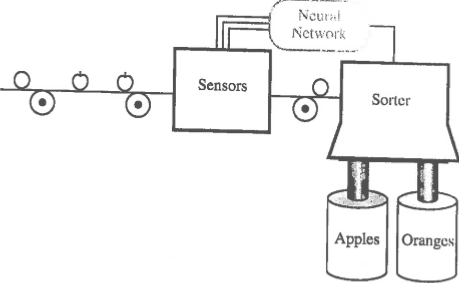 Neural
Network
Sensors
Sorter
Apples
Oranges